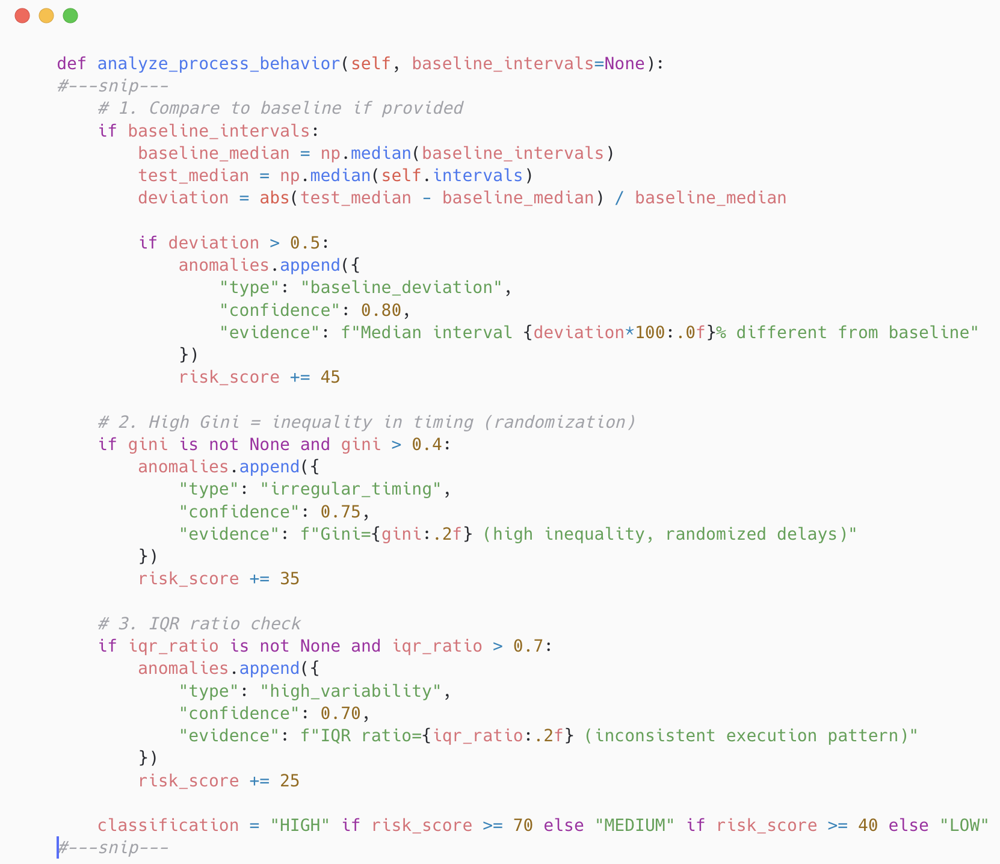 def analyze_process_behavior(self, baseline_intervals=None):
#---snip---
    # 1. Compare to baseline if provided
    if baseline_intervals:
        baseline_median = np.median(baseline_intervals)
        test_median = np.median(self.intervals)
        deviation = abs(test_median - baseline_median) / baseline_median

        if deviation > 0.5:
            anomalies.append({
                "type": "baseline_deviation",
                "confidence": 0.80,
                "evidence": f"Median interval {deviation*100:.0f}% different from baseline"
            })
            risk_score += 45

    # 2. High Gini = inequality in timing (randomization)
    if gini is not None and gini > 0.4:
        anomalies.append({
            "type": "irregular_timing",
            "confidence": 0.75,
            "evidence": f"Gini={gini:.2f} (high inequality, randomized delays)"
        })
        risk_score += 35

    # 3. IQR ratio check
    if iqr_ratio is not None and iqr_ratio > 0.7:
        anomalies.append({
            "type": "high_variability",
            "confidence": 0.70,
            "evidence": f"IQR ratio={iqr_ratio:.2f} (inconsistent execution pattern)"
        })
        risk_score += 25

    classification = "HIGH" if risk_score >= 70 else "MEDIUM" if risk_score >= 40 else "LOW"
#---snip---